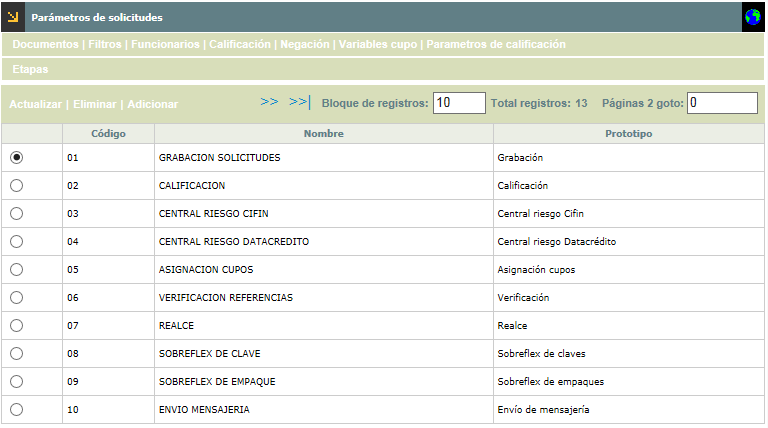 Parámetros de solicitudes
Documentos | Filtros | Funcionarios | Calificación | Negación | Variables cupo | Parametros de calificación
Etapas
Actualizar | Eliminar | Adicionar >> >>| Bloque de registros: 10 Total registros: 13 Páginas 2 goto: 0
Código Nombre Prototipo
01 GRABACION SOLICITUDES Grabación
02 CALIFICACION Calificación
03 CENTRAL RIESGO CIFIN Central riesgo Cifin
04 CENTRAL RIESGO DATACREDITO Central riesgo Datacrédito
05 ASIGNACION CUPOS Asignación cupos
06 VERIFICACION REFERENCIAS Verificación
07 REALCE Realce
08 SOBREFLEX DE CLAVE Sobreflex de claves
09 SOBREFLEX DE EMPAQUE Sobreflex de empaques
10 ENVIO MENSAJERIA Envío de mensajería